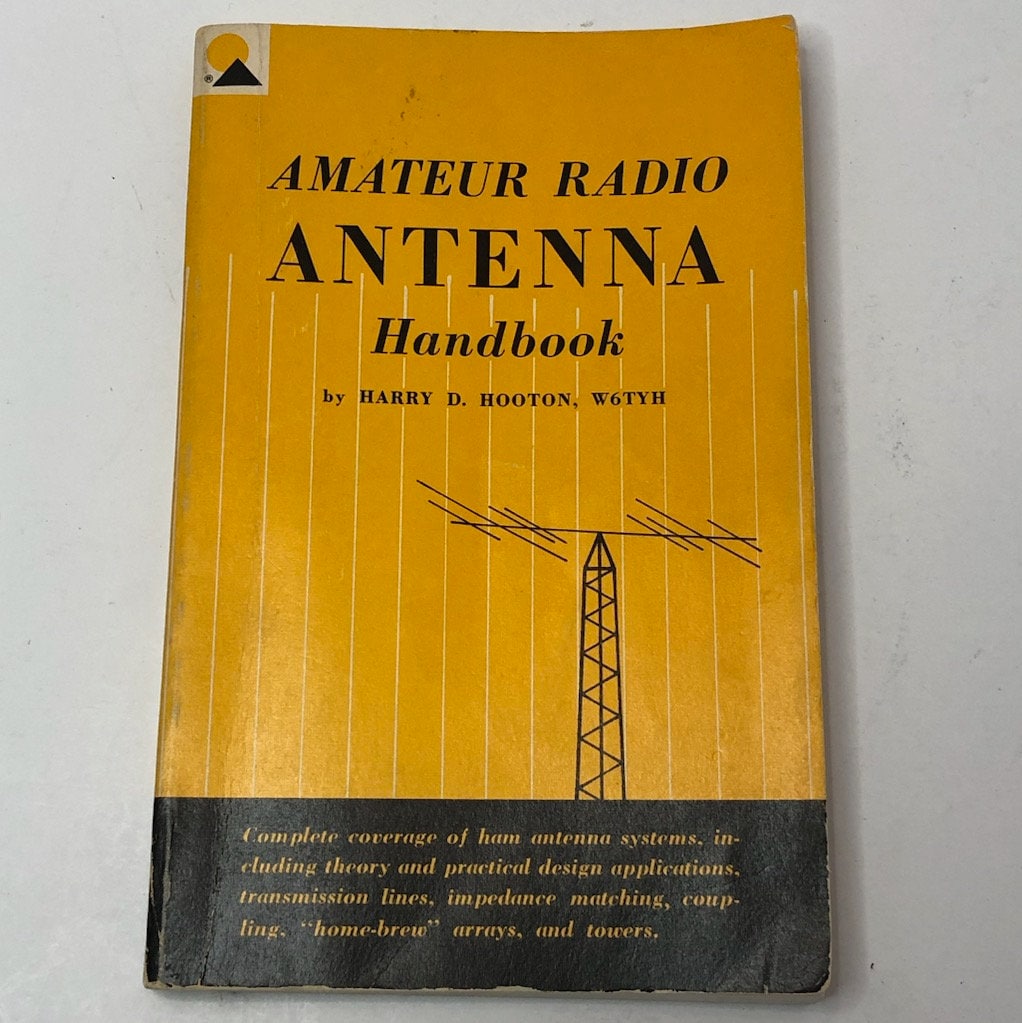 ®
AMATEUR RADIO
ANTENNA
Handbook
by HARRY D. HOOTON, W6TYH
Complete coverage of ham antenna systems, in-
cluding theory and practical design applications,
transmission lines, impedance matching, coup-
ling, "home-brew" arrays, and towers.